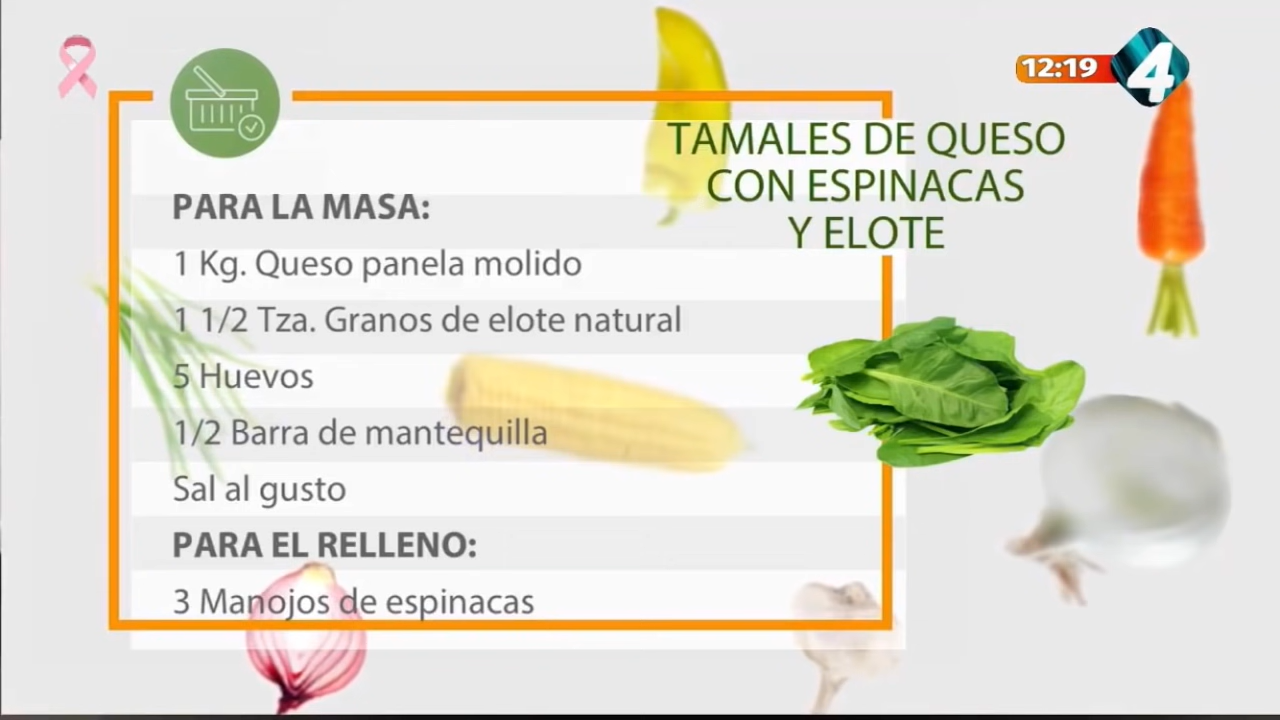 12:19
4
TAMALES DE QUESO
CON ESPINACAS
Y ELOTE
PARA LA MASA:
1 Kg. Queso panela molido
1 1/2 Tza. Granos de elote natural
5 Huevos
1/2 Barra de mantequilla
Sal al gusto
PARA EL RELLENO:
3 Manojos de espinacas